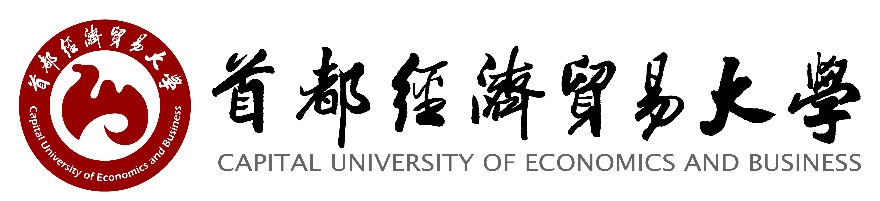 首都經濟貿易大學
Capital University of Economics and Business
首都經濟貿易大學
CAPITAL UNIVERSITY OF ECONOMICS AND BUSINESS